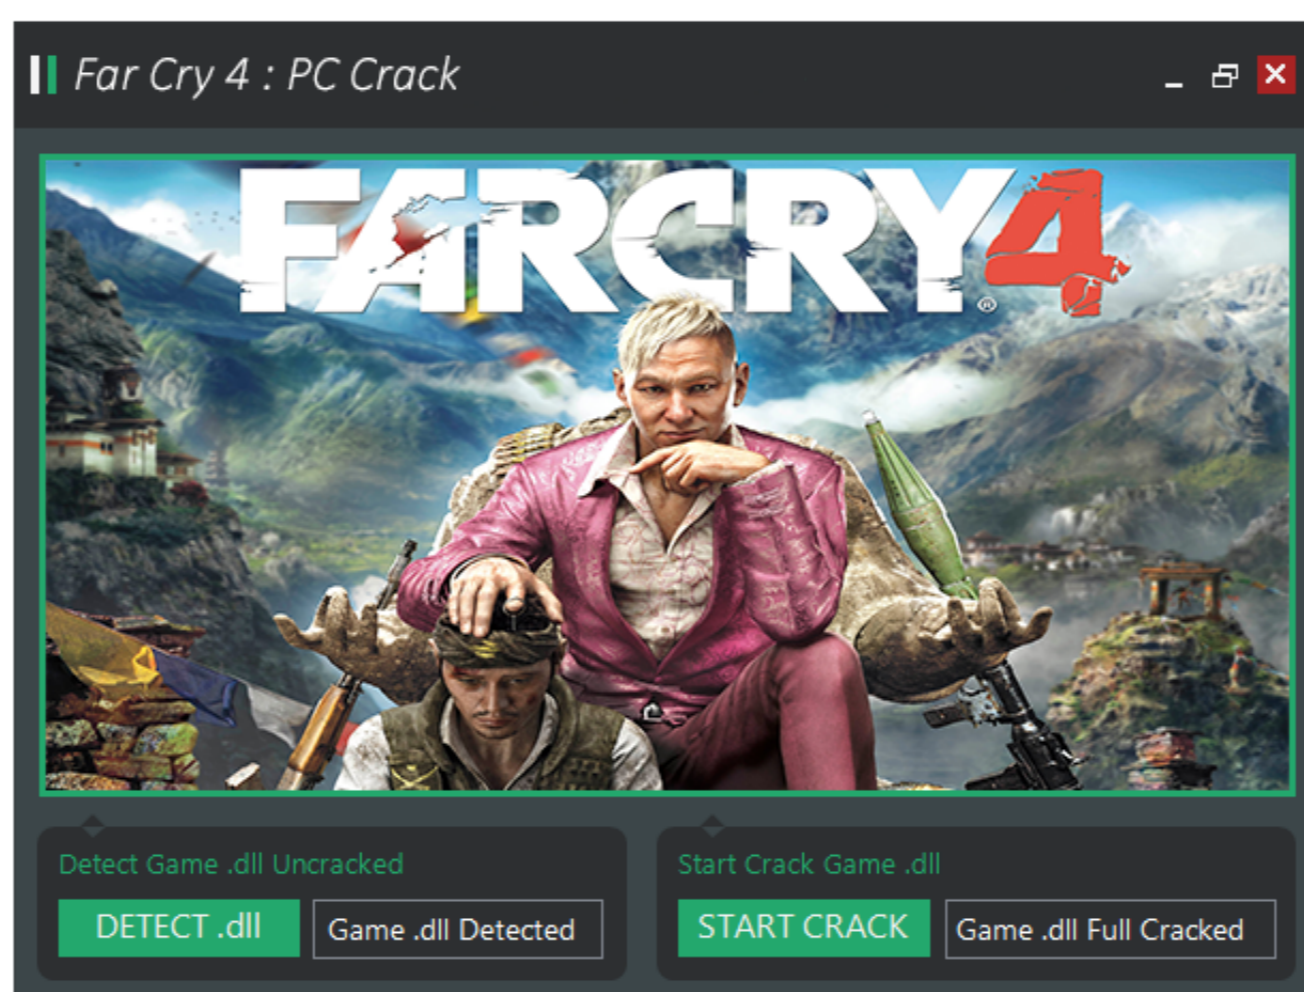 Far Cry 4 : PC Crack
FARCRY4
®
Detect Game .dll Uncracked
DETECT .dll
Game .dll Detected
Start Crack Game .dll
START CRACK
Game .dll Full Cracked